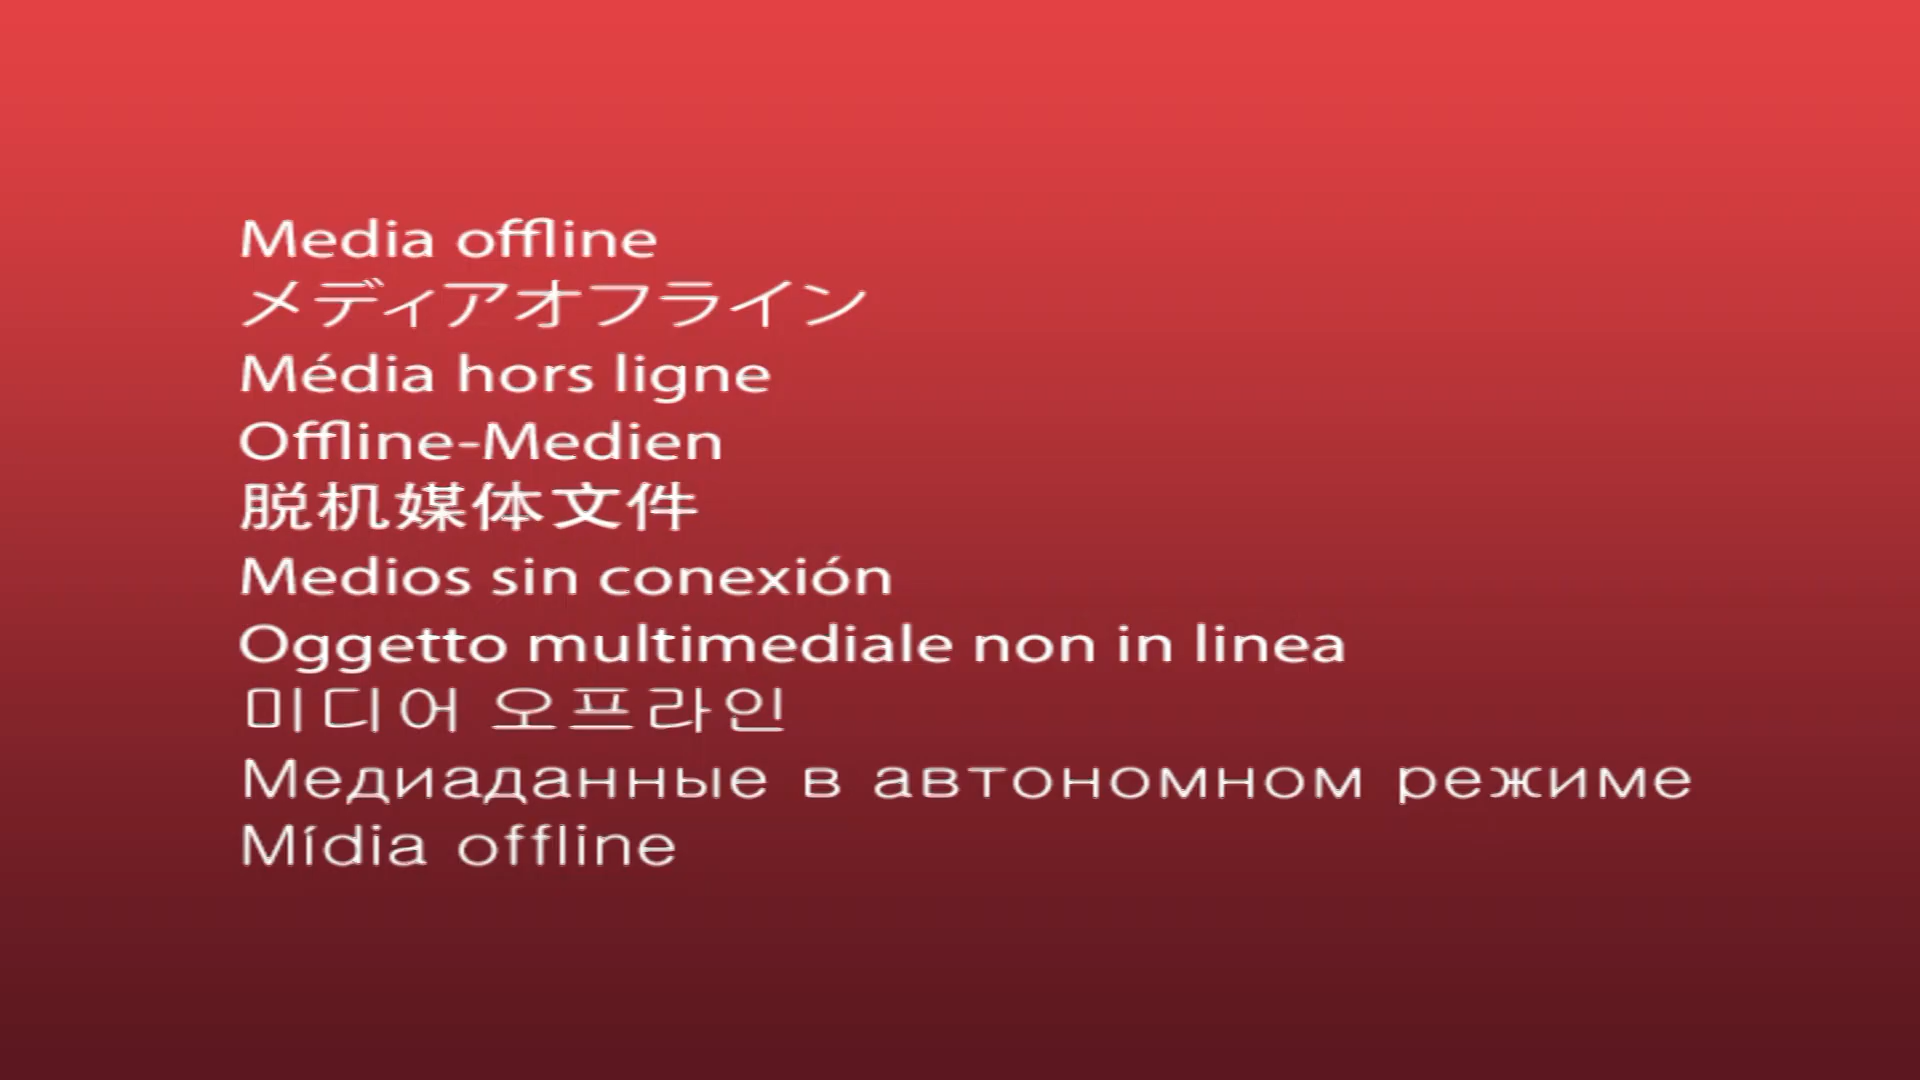 Media offline
メディアオフライン
Média hors ligne
Offline-Medien
脱机媒体文件
Medios sin conexión
Oggetto multimediale non in linea
미디어 오프라인
Медиаданные в автономном режиме
Mídia offline